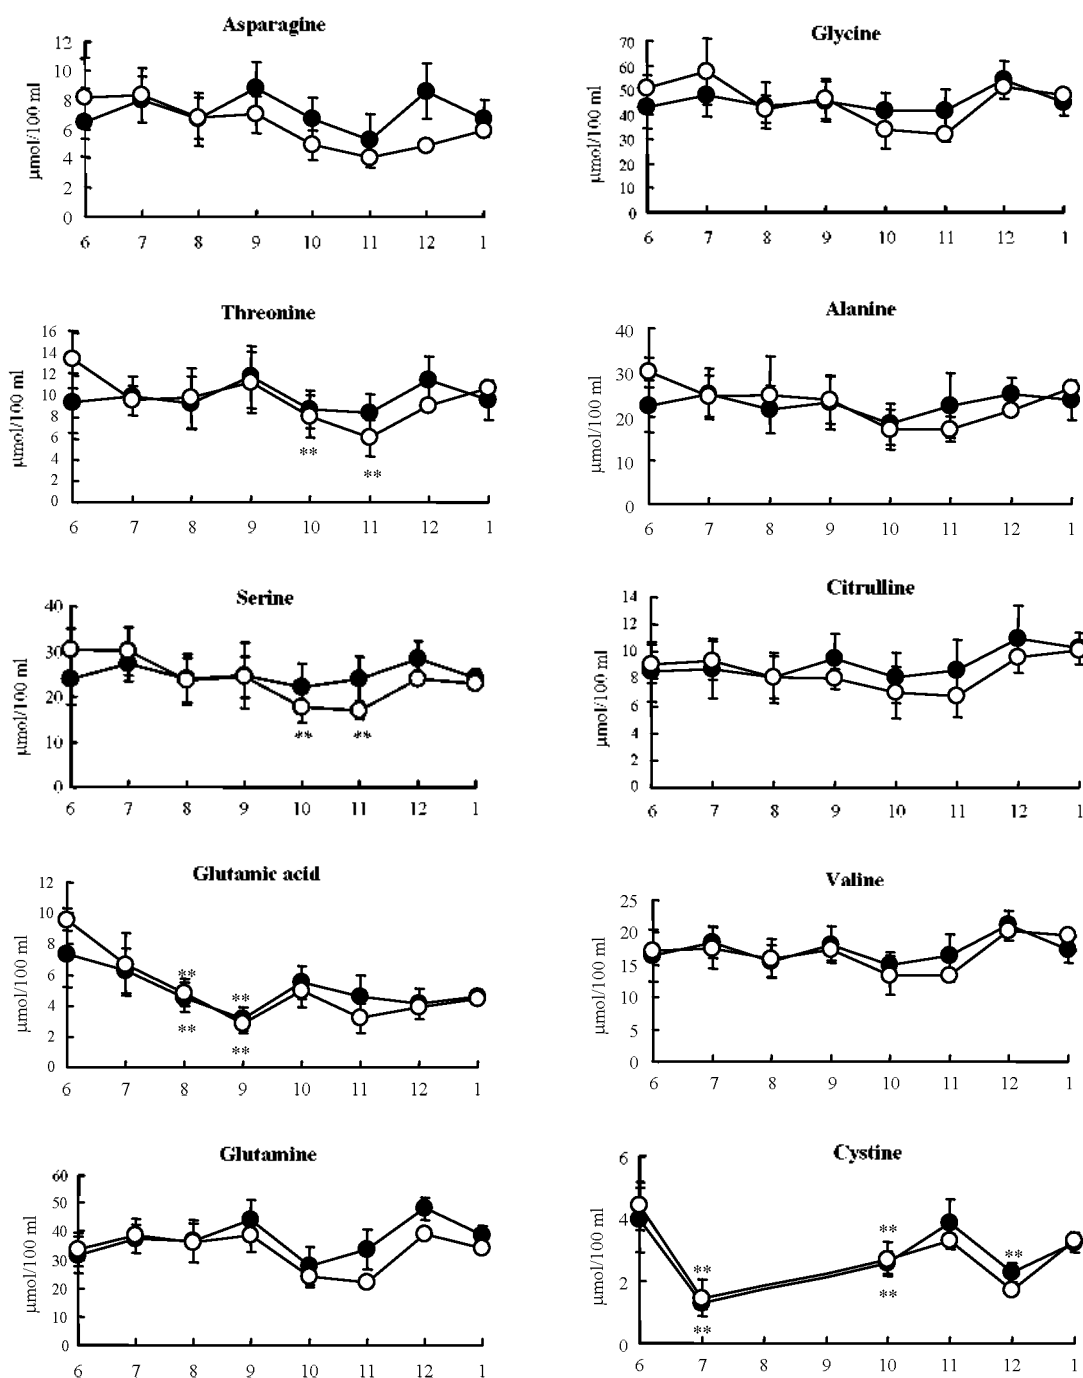 Asparagine
12
10
8
6
4
2
0
μmol/100 ml
6 7 8 9 10 11 12 1
Glycine
70
60
50
40
30
20
10
0
μmol/100 ml
6 7 8 9 10 11 12 1
Threonine
16
14
12
10
8
6
4
2
0
μmol/100 ml
** **
6 7 8 9 10 11 12 1
Alanine
40
30
20
10
0
μmol/100 ml
6 7 8 9 10 11 12 1
Serine
40
30
20
10
0
μmol/100 ml
** **
6 7 8 9 10 11 12 1
Citrulline
14
12
10
8
6
4
2
0
μmol/100 ml
6 7 8 9 10 11 12 1
Glutamic acid
12
10
8
6
4
2
0
μmol/100 ml
** **
** **
6 7 8 9 10 11 12 1
Valine
25
20
15
10
5
0
μmol/100 ml
6 7 8 9 10 11 12 1
Glutamine
60
50
40
30
20
10
0
μmol/100 ml
6 7 8 9 10 11 12 1
Cystine
6
4
2
0
μmol/100 ml
** ** **
** **
6 7 8 9 10 11 12 1